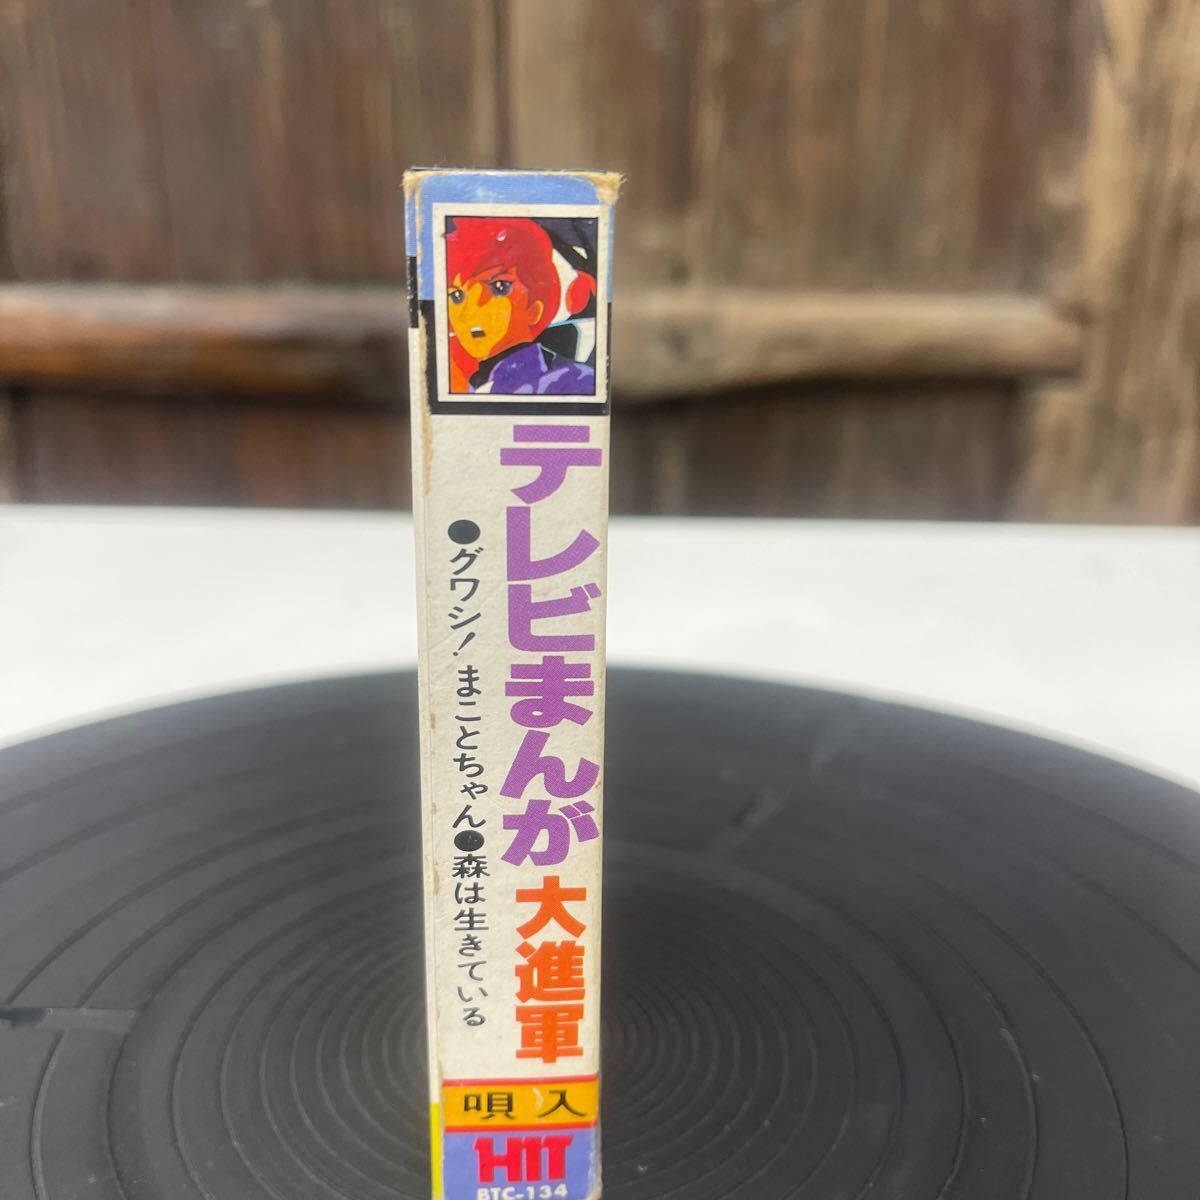 テレビまんが 大進軍
●グワシ！まことちゃん●森は生きている
唄入
HIT
BTC-134